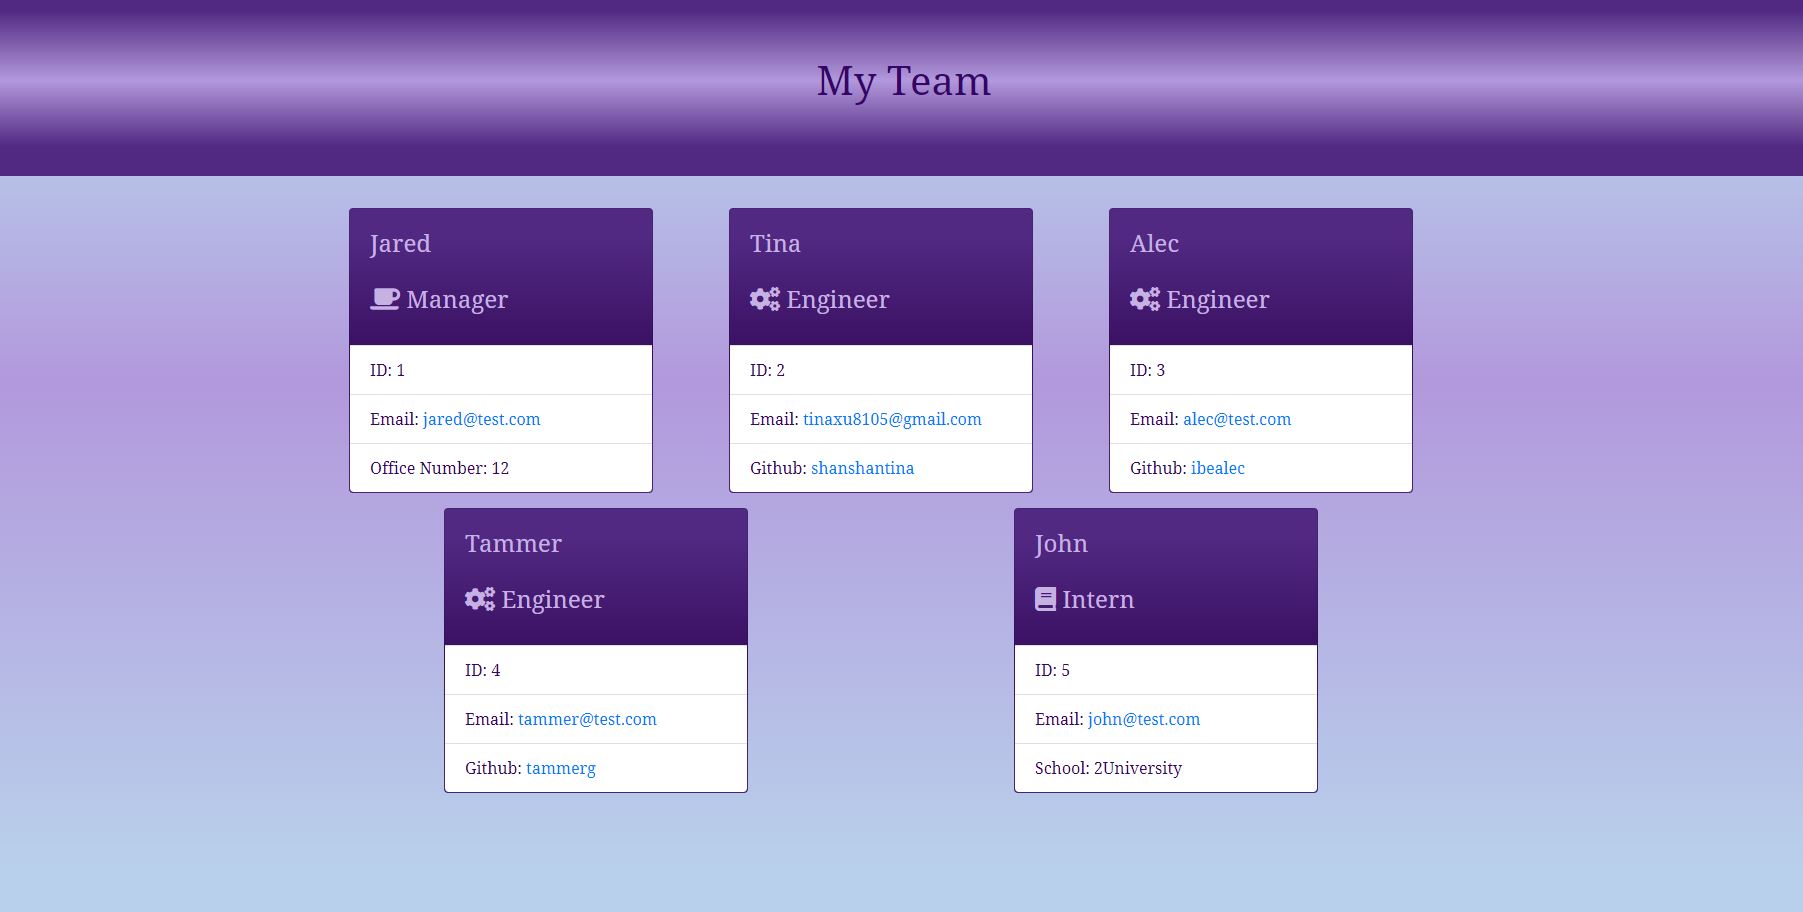 My Team
Jared
Manager
ID: 1
Email: jared@test.com
Office Number: 12
Tina
Engineer
ID: 2
Email: tinaxu8105@gmail.com
Github: shanshantina
Alec
Engineer
ID: 3
Email: alec@test.com
Github: ibealec
Tammer
Engineer
ID: 4
Email: tammer@test.com
Github: tammerg
John
Intern
ID: 5
Email: john@test.com
School: 2University